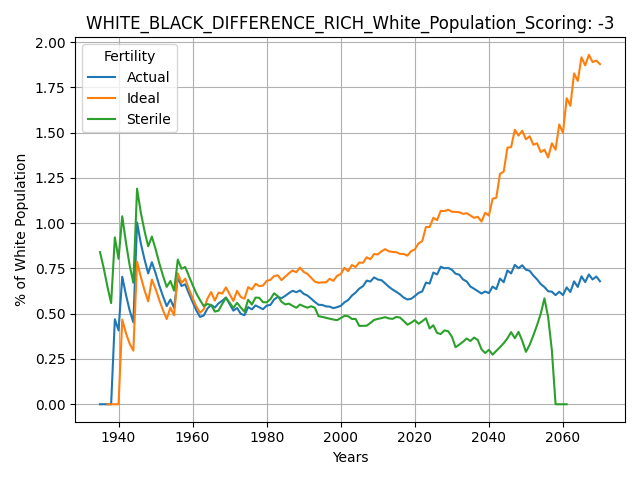 WHITE_BLACK_DIFFERENCE_RICH_White_Population_Scoring: -3
2.00
1.75
1.50
1.25
1.00
0.75
0.50
0.25
0.00
% of White Population
Fertility
Actual
Ideal
Sterile
1940 1960 1980 2000 2020 2040 2060
Years